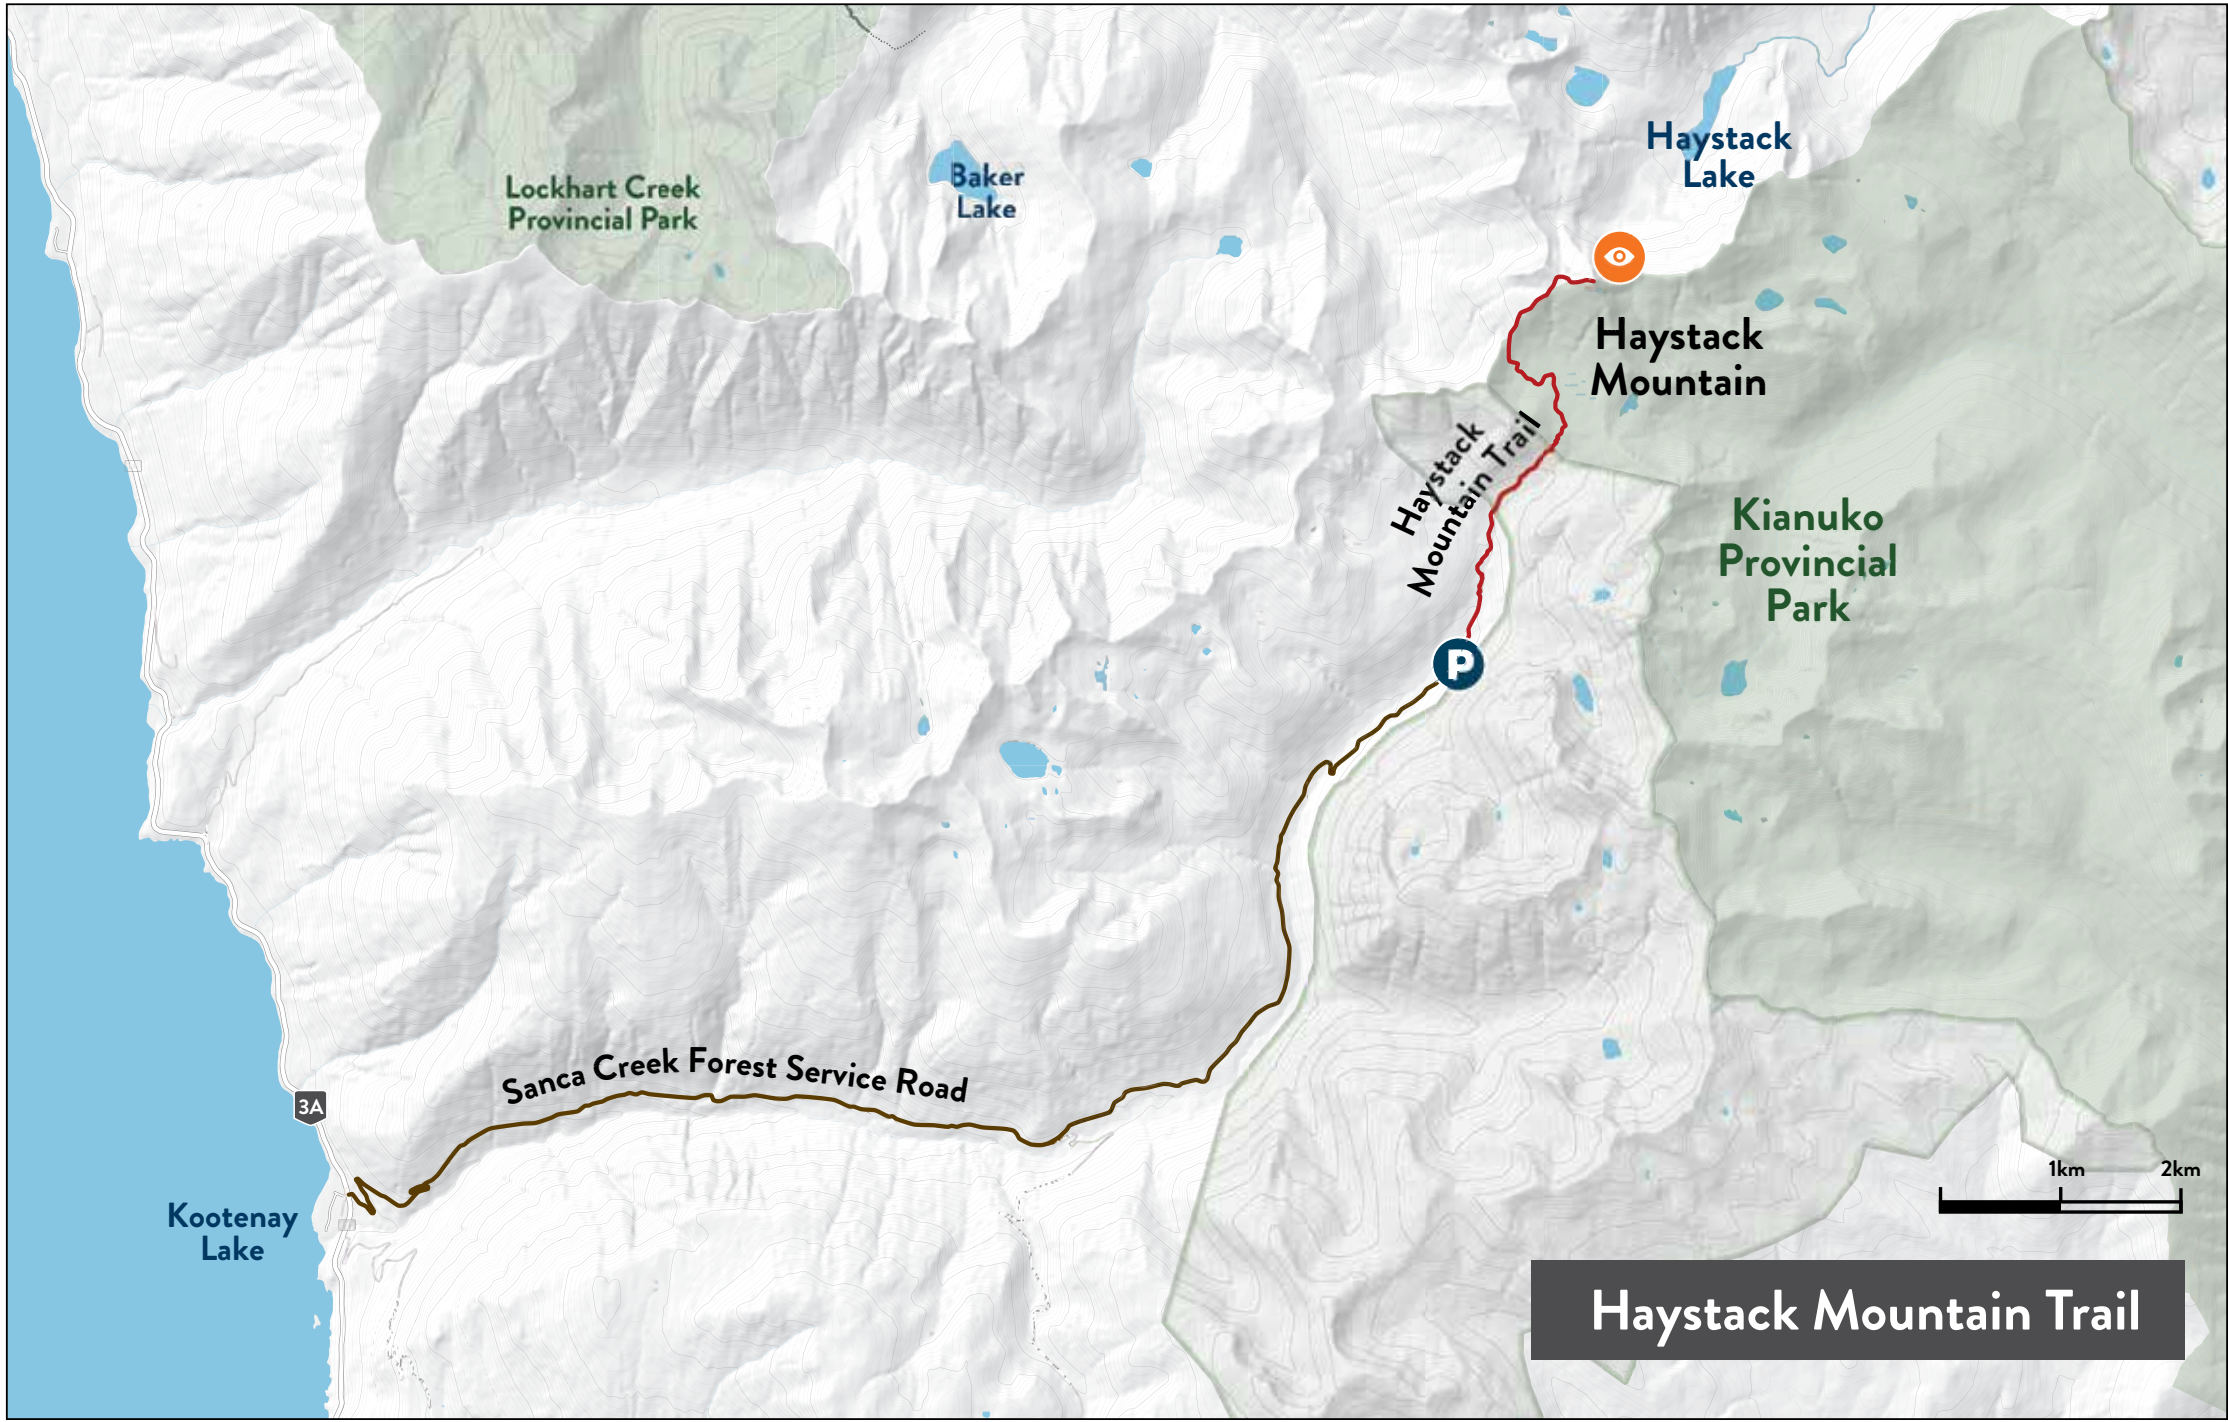 Haystack
Lake
Lockhart Creek
Provincial Park
Baker
Lake
Haystack
Mountain
Haystack
Mountain Trail
Kianuko
Provincial
Park
P
Sanca Creek Forest Service Road
3A
Kootenay
Lake
1km 2km
Haystack Mountain Trail